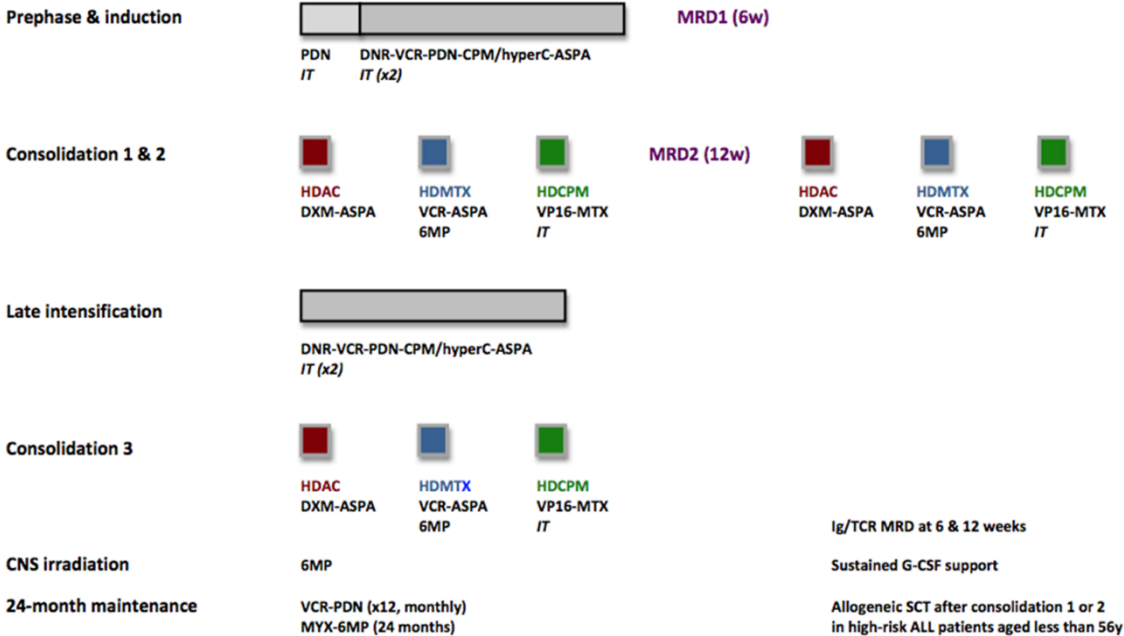 Prephase & induction
MRD1 (6w)
PDN DNR-VCR-PDN-CPM/hyperC-ASPA
IT IT (x2)
Consolidation 1 & 2
MRD2 (12w)
HDAC HDMTX HDCPM HDAC HDMTX HDCPM
DXM-ASPA VCR-ASPA VP16-MTX DXM-ASPA VCR-ASPA VP16-MTX
6MP IT 6MP IT
Late intensification
DNR-VCR-PDN-CPM/hyperC-ASPA
IT (x2)
Consolidation 3
HDAC HDMTX HDCPM
DXM-ASPA VCR-ASPA VP16-MTX
6MP IT
Ig/TCR MRD at 6 & 12 weeks
CNS irradiation 6MP Sustained G-CSF support
24-month maintenance VCR-PDN (x12, monthly) Allogeneic SCT after consolidation 1 or 2
MYX-6MP (24 months) in high-risk ALL patients aged less than 56y